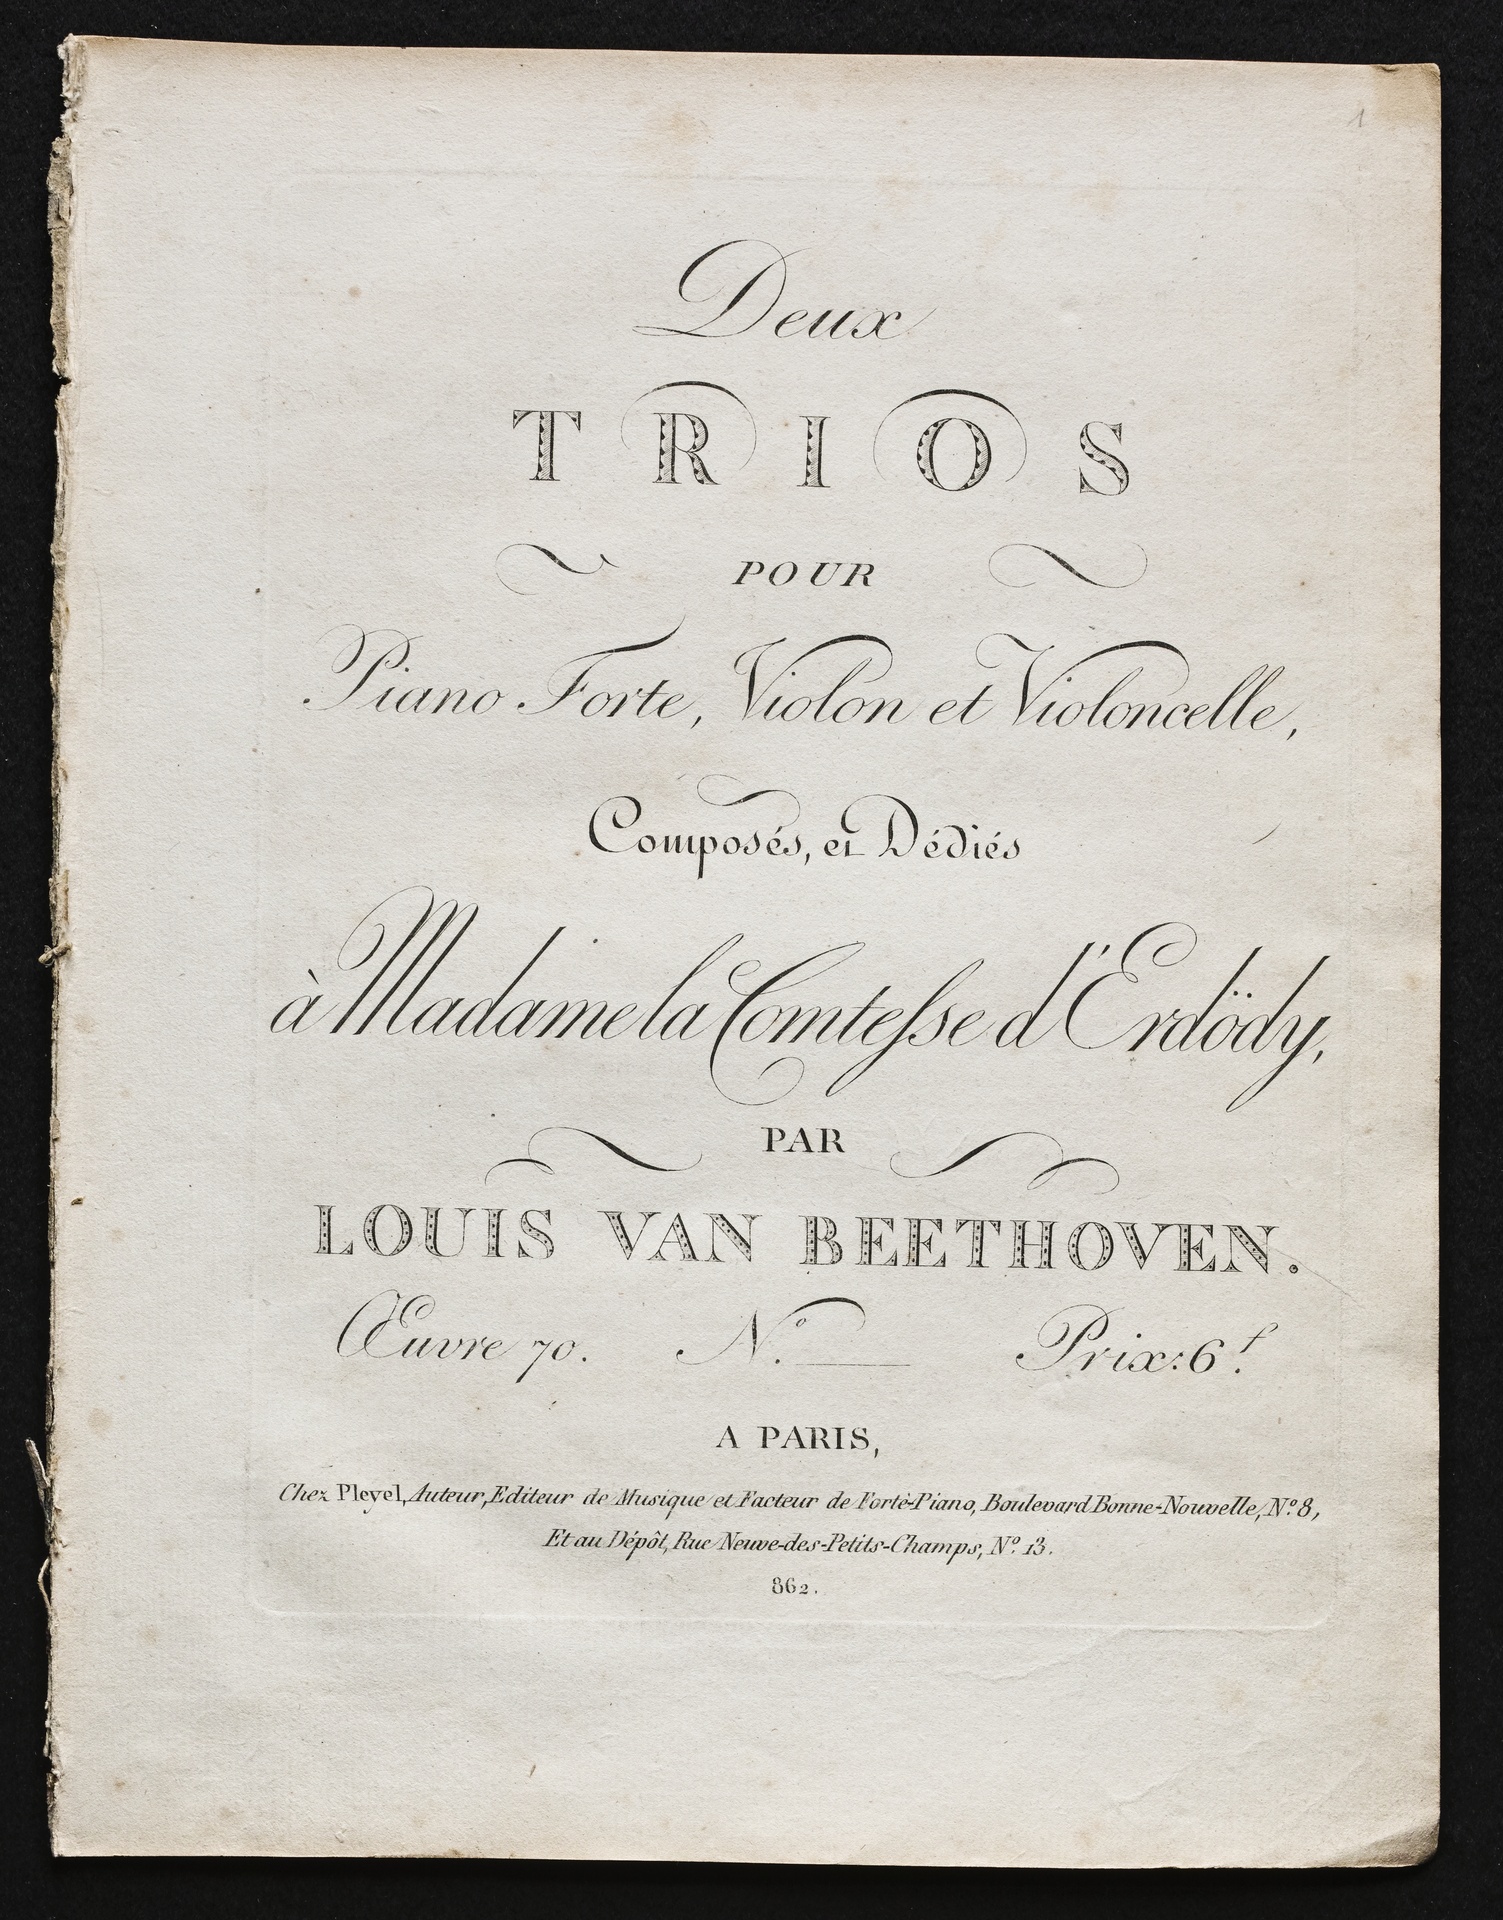 1
Deux
TRIOS
POUR
Piano Forte, Violon et Violoncelle,
Composés, et Dédiés
à Madame la Comtesse d'Erdödy,
PAR
LOUIS VAN BEETHOVEN.
Œuvre 70. N.º Prix: 6.f
A PARIS,
Chez Pleyel, Auteur, Editeur de Musique et Facteur de Forté-Piano, Boulevard Bonne-Nouvelle, Nº. 8,
Et au Dépôt, Rue Neuve-des-Petits-Champs, Nº. 13.
862.